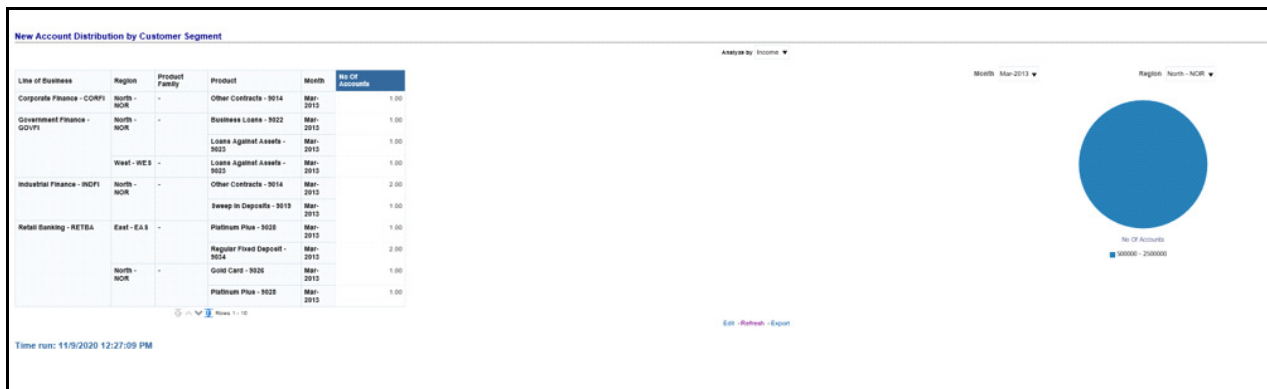 New Account Distribution by Customer Segment
Analyze by Income
Month Mar-2013
Region North - NOR
Line of Business Region Product Family Product Month No Of Accounts
Corporate Finance - CORFI North - NOR - Other Contracts - 9014 Mar-2013 1.00
Government Finance - GOVFI North - NOR - Business Loans - 9022 Mar-2013 1.00
Loans Against Assets - 9023 Mar-2013 1.00
West - WES - Loans Against Assets - 9023 Mar-2013 1.00
Industrial Finance - INDFI North - NOR - Other Contracts - 9014 Mar-2013 2.00
Sweep In Deposits - 9019 Mar-2013 1.00
Retail Banking - RETBA East - EAS - Platinum Plus - 9028 Mar-2013 1.00
Regular Fixed Deposit - 9034 Mar-2013 2.00
North - NOR - Gold Card - 9026 Mar-2013 1.00
Platinum Plus - 9028 Mar-2013 1.00
Rows 1 - 10
No Of Accounts
500000 - 2500000
Edit - Refresh - Export
Time run: 11/9/2020 12:27:09 PM